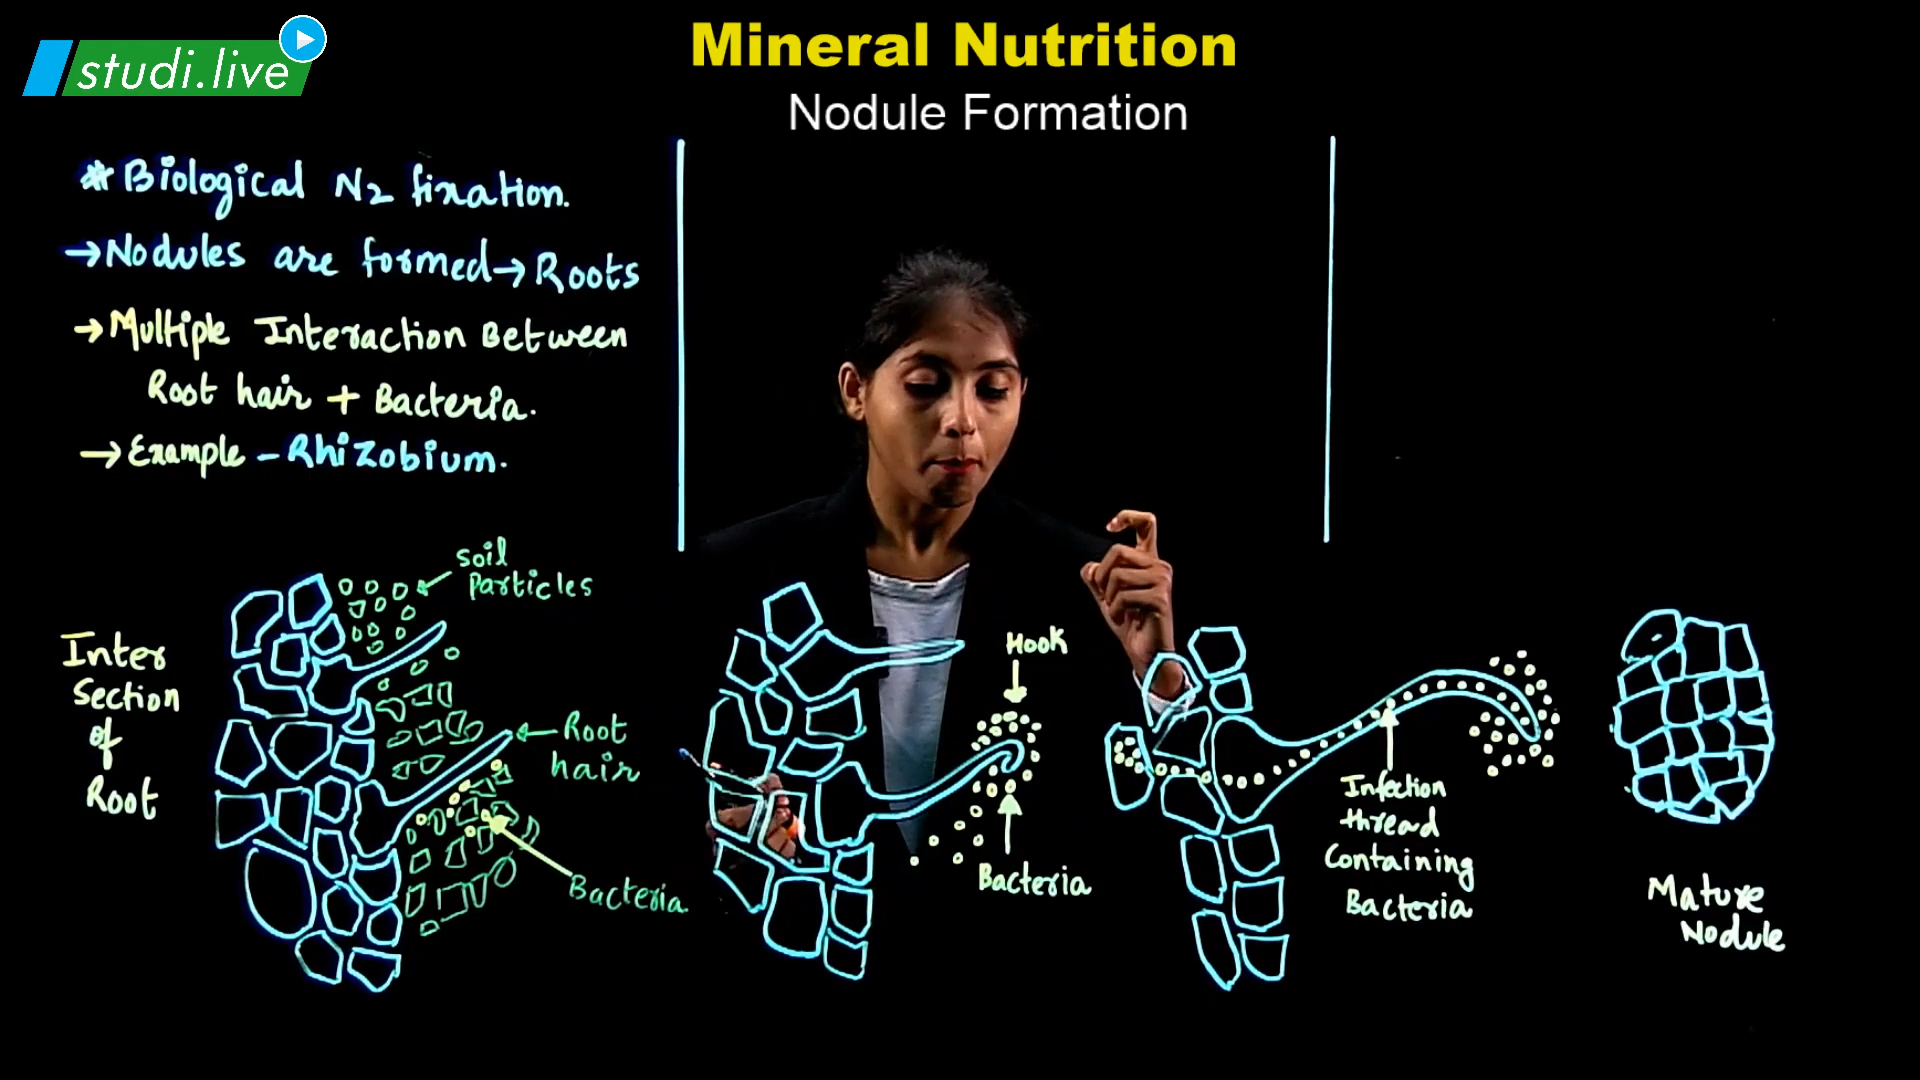 studi.live
Mineral Nutrition
Nodule Formation
* Biological N2 fixation.
→ Nodules are formed → Roots
→ Multiple Interaction Between
Root hair + Bacteria.
→ Example - Rhizobium.
soil
Particles
Inter
Section
of
Root
Root
hair
Bacteria
Hook
Bacteria
Infection
thread
Containing
Bacteria
Mature
Nodule